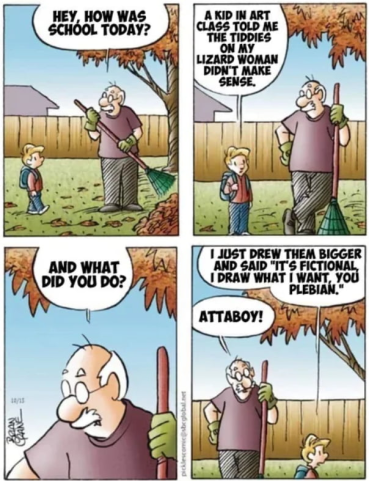 HEY, HOW WAS
SCHOOL TODAY?
A KID IN ART
CLASS TOLD ME
THE TIDDIES
ON MY
LIZARD WOMAN
DIDN'T MAKE
SENSE.
AND WHAT
DID YOU DO?
I JUST DREW THEM BIGGER
AND SAID "IT'S FICTIONAL,
I DRAW WHAT I WANT, YOU
PLEBIAN."
ATTABOY!
BRIAN
CRANE